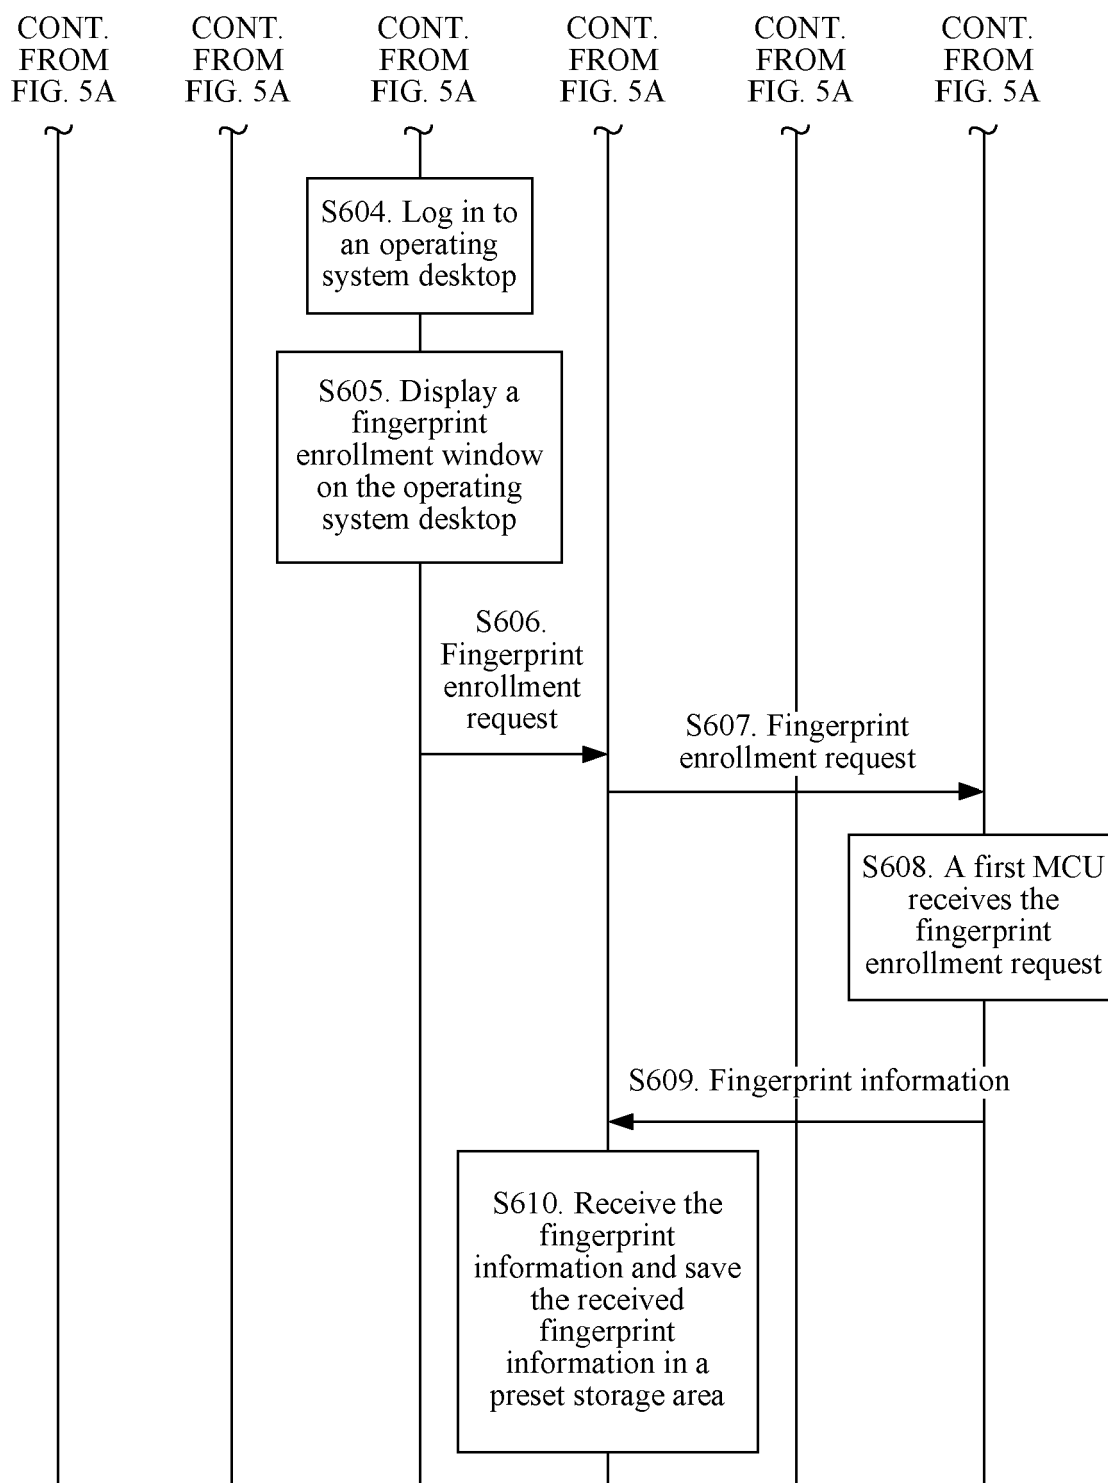 CONT.
FROM
FIG. 5A
CONT.
FROM
FIG. 5A
CONT.
FROM
FIG. 5A
CONT.
FROM
FIG. 5A
CONT.
FROM
FIG. 5A
CONT.
FROM
FIG. 5A
S604. Log in to
an operating
system desktop
S605. Display a
fingerprint
enrollment window
on the operating
system desktop
S606.
Fingerprint
enrollment
request
S607. Fingerprint
enrollment request
S608. A first MCU
receives the
fingerprint
enrollment request
S609. Fingerprint information
S610. Receive the
fingerprint
information and save
the received
fingerprint
information in a
preset storage area